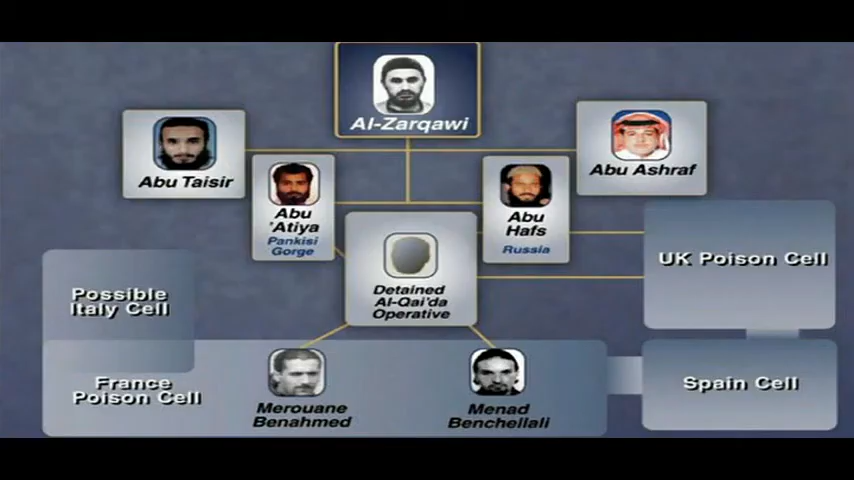 Al-Zarqawi
Abu Taisir
Abu
'Atiya
Pankisi
Gorge
Abu
Hafs
Russia
Abu Ashraf
Detained
Al-Qai'da
Operative
UK Poison Cell
Possible
Italy Cell
France
Poison Cell
Merouane
Benahmed
Menad
Benchellali
Spain Cell